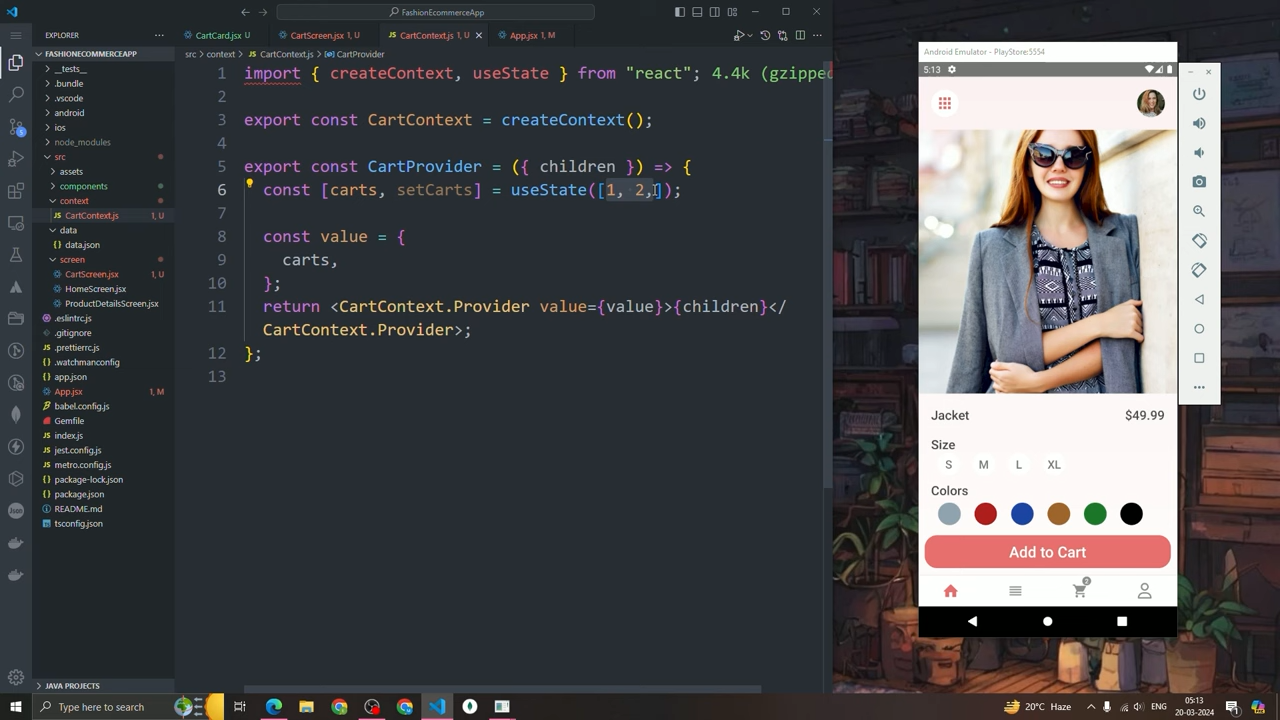 FashionEcommerceApp
EXPLORER
CartCard.jsx U
CartScreen.jsx 1, U
CartContext.js 1, U
App.jsx 1, M
FASHIONECOMMERCEAPP
src > context > CartContext.js > CartProvider
__tests__
.bundle
.vscode
android
ios
node_modules
src
assets
components
context
CartContext.js 1, U
data
data.json
screen
CartScreen.jsx 1, U
HomeScreen.jsx
ProductDetailsScreen.jsx
.eslintrc.js
.gitignore
.prettierrc.js
.watchmanconfig
app.json
App.jsx 1, M
babel.config.js
Gemfile
index.js
jest.config.js
metro.config.js
package-lock.json
package.json
README.md
tsconfig.json
JAVA PROJECTS
1 import { createContext, useState } from "react"; 4.4k (gzipped
2
3 export const CartContext = createContext();
4
5 export const CartProvider = ({ children }) => {
6 const [carts, setCarts] = useState([1, 2,]);
7
8 const value = {
9 carts,
10 };
11 return <CartContext.Provider value={value}>{children}</
CartContext.Provider>;
12 };
13
Android Emulator - PlayStore:5554
5:13
Jacket $49.99
Size
S M L XL
Colors
Add to Cart
2
Type here to search
20°C Haze
ENG
05:13
20-03-2024